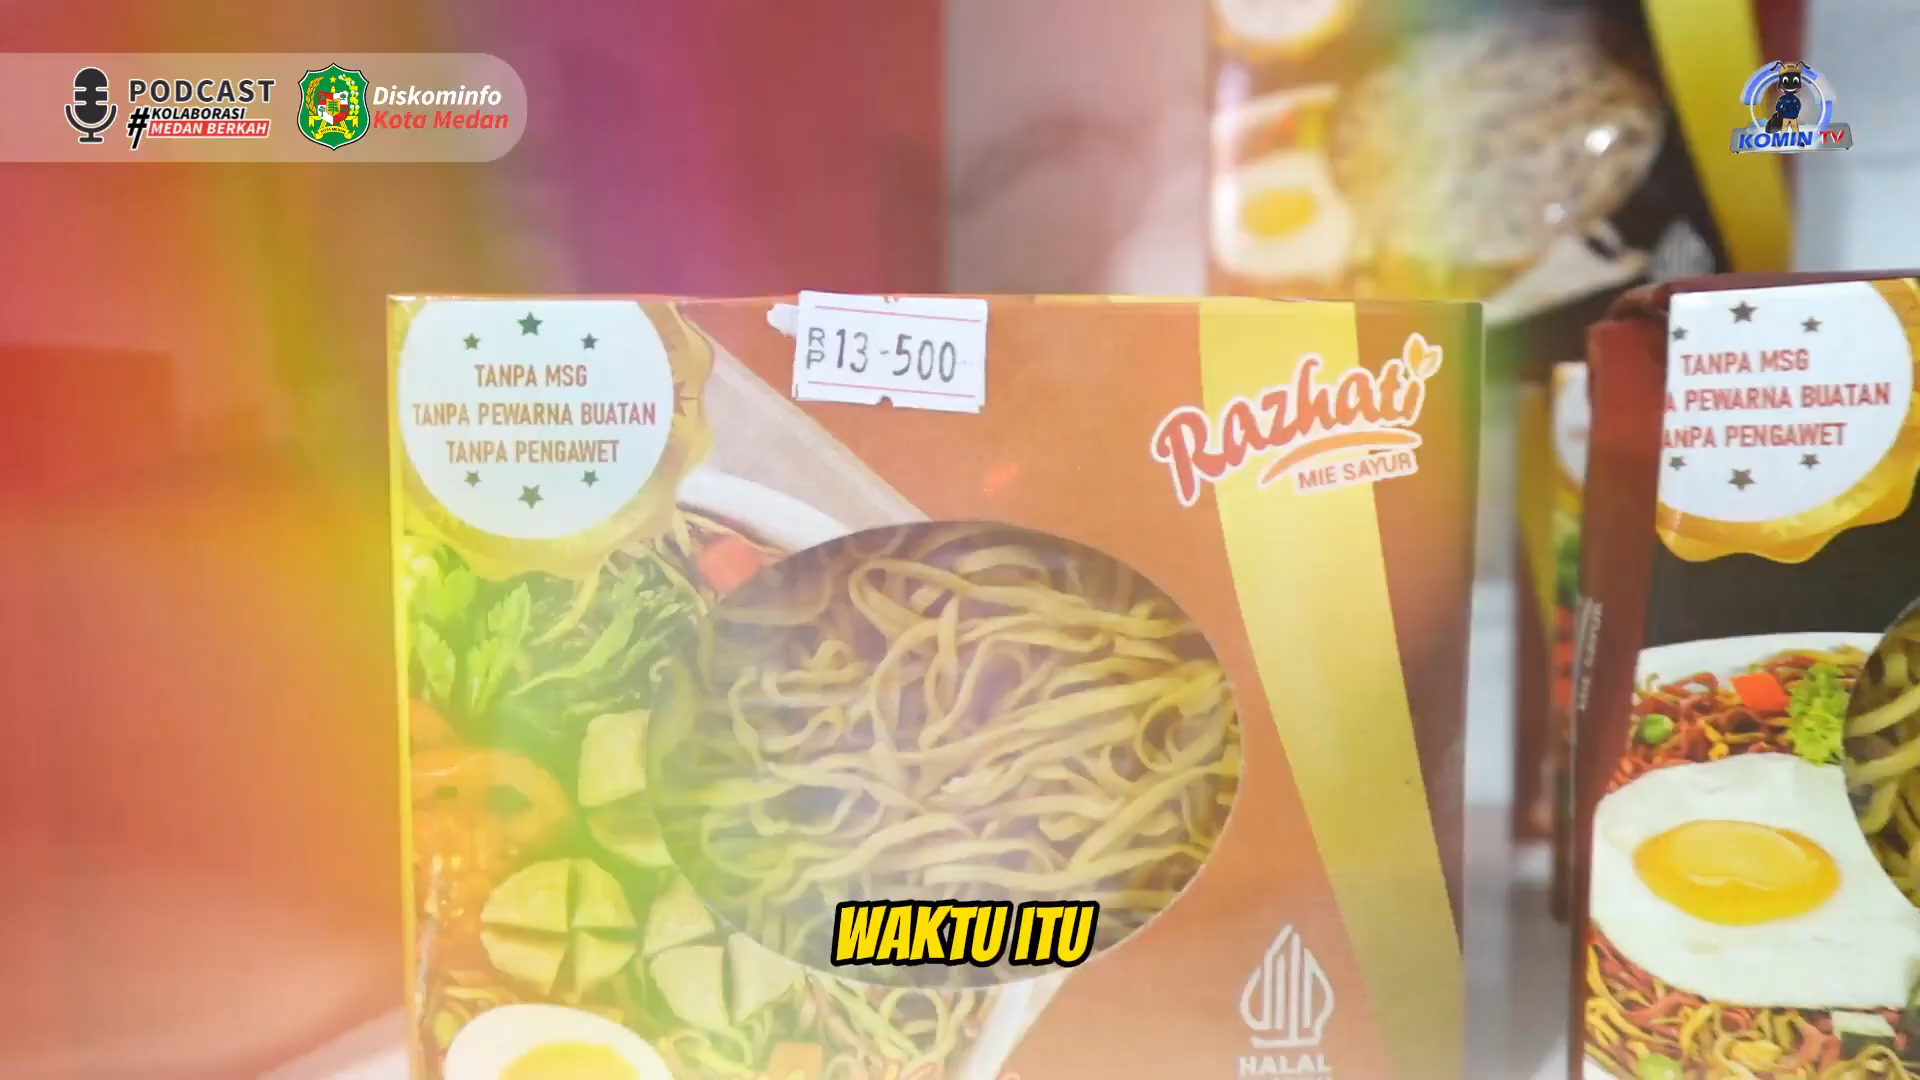 PODCAST
#KOLABORASI
MEDAN BERKAH
Diskominfo
Kota Medan
KOMIN TV
TANPA MSG
TANPA PEWARNA BUATAN
TANPA PENGAWET
RP 13-500
Razhati
MIE SAYUR
TANPA MSG
A PEWARNA BUATAN
ANPA PENGAWET
WAKTU ITU
HALAL